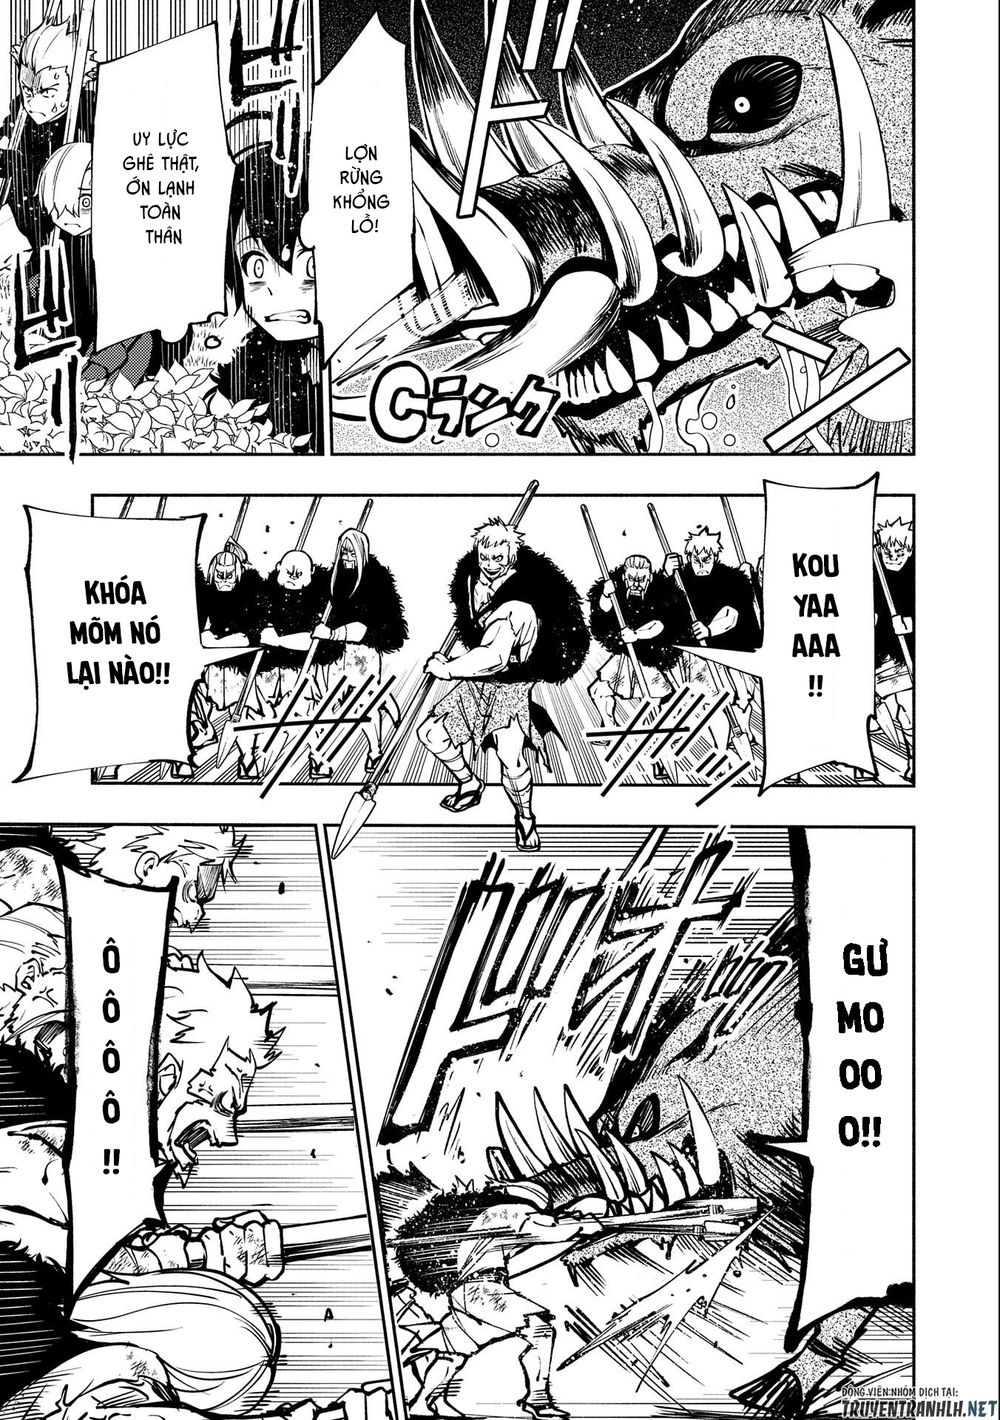 LỢN
RỪNG
KHỔNG
LỒ!
UY LỰC
GHÊ THẬT,
ỚN LẠNH
TOÀN
THÂN
Cランク
KOU
YAA
AAA
!!
KHÓA
MÕM NÓ
LẠI NÀO!!
GƯ
MO
OO
O!!
Ô
Ô
Ô
Ô
!!
ĐỘNG VIÊN NHÓM DỊCH TẠI:
TRUYENTRANHLH.NET